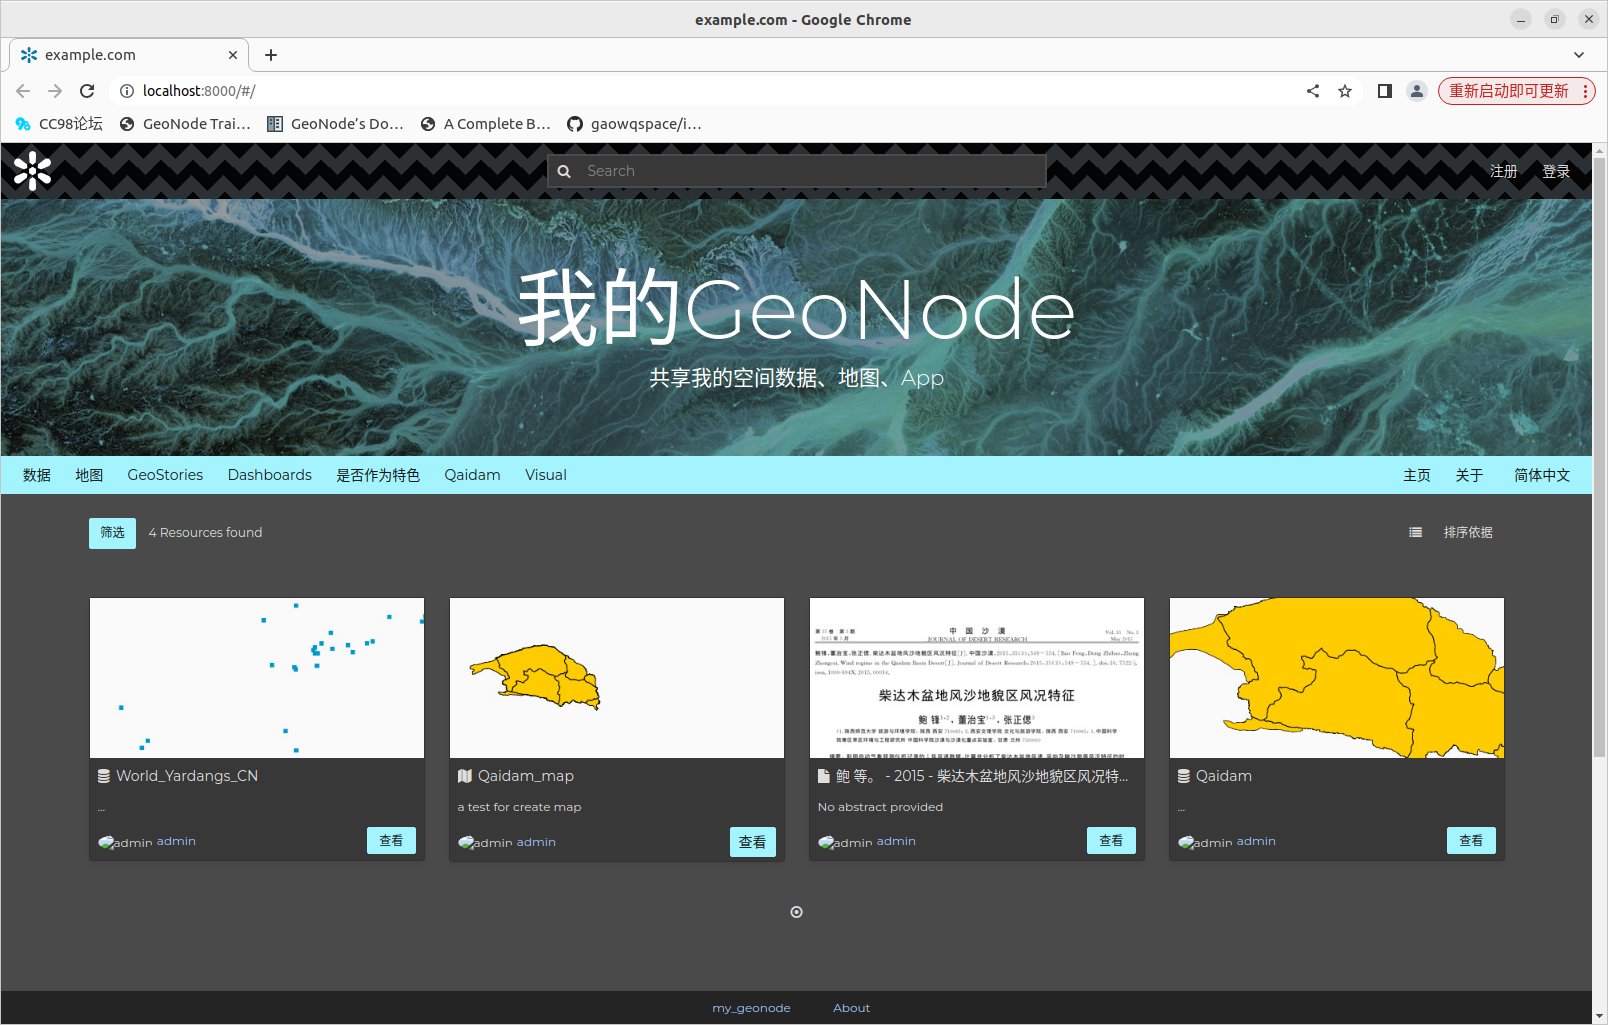 example.com - Google Chrome
example.com
localhost:8000/#/
重新启动即可更新
CC98论坛 GeoNode Trai… GeoNode’s Do… A Complete B… gaowqspace/i…
Search
注册 登录
我的GeoNode
共享我的空间数据、地图、App
数据 地图 GeoStories Dashboards 是否作为特色 Qaidam Visual 主页 关于 简体中文
筛选 4 Resources found 排序依据
World_Yardangs_CN
...
admin admin 查看
Qaidam_map
a test for create map
admin admin 查看
中 国 沙 漠
JOURNAL OF DESERT RESEARCH
柴达木盆地风沙地貌区风况特征
鲍 锋1,2, 董治宝1,3, 张正偲3
鲍 等。 - 2015 - 柴达木盆地风沙地貌区风况特...
No abstract provided
admin admin 查看
Qaidam
...
admin admin 查看
my_geonode About